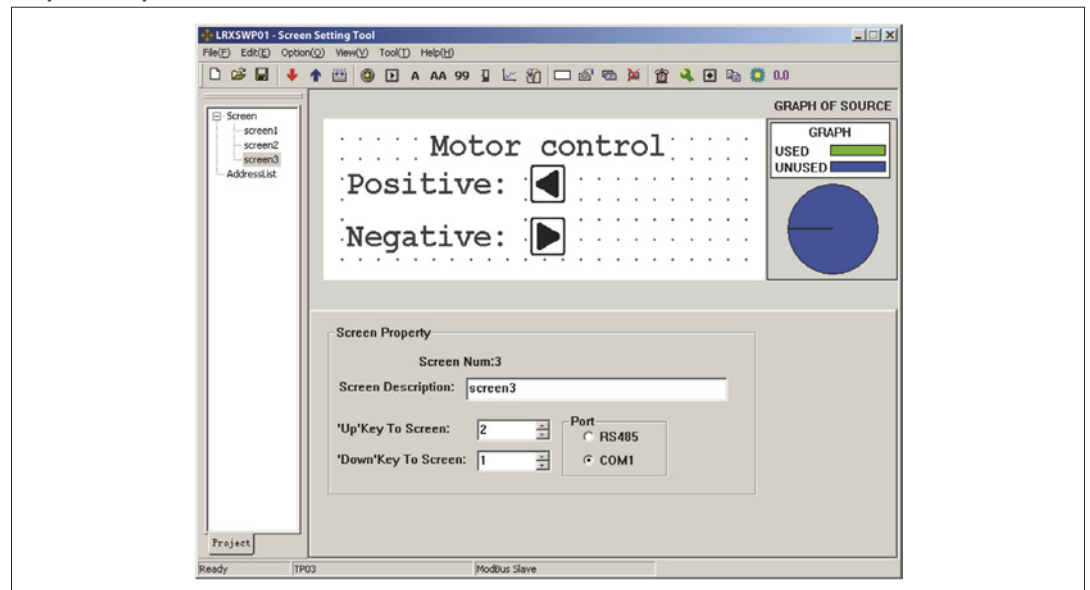 LRXSWP01 - Screen Setting Tool
File(F) Edit(E) Option(O) View(V) Tool(T) Help(H)
A AA 99 0.0
Screen
screen1
screen2
screen3
AddressList
Project
Motor control
Positive:
Negative:
GRAPH OF SOURCE
GRAPH
USED
UNUSED
Screen Property
Screen Num:3
Screen Description: screen3
'Up'Key To Screen: 2
'Down'Key To Screen: 1
Port
RS485
COM1
Ready TP03 ModBus Slave